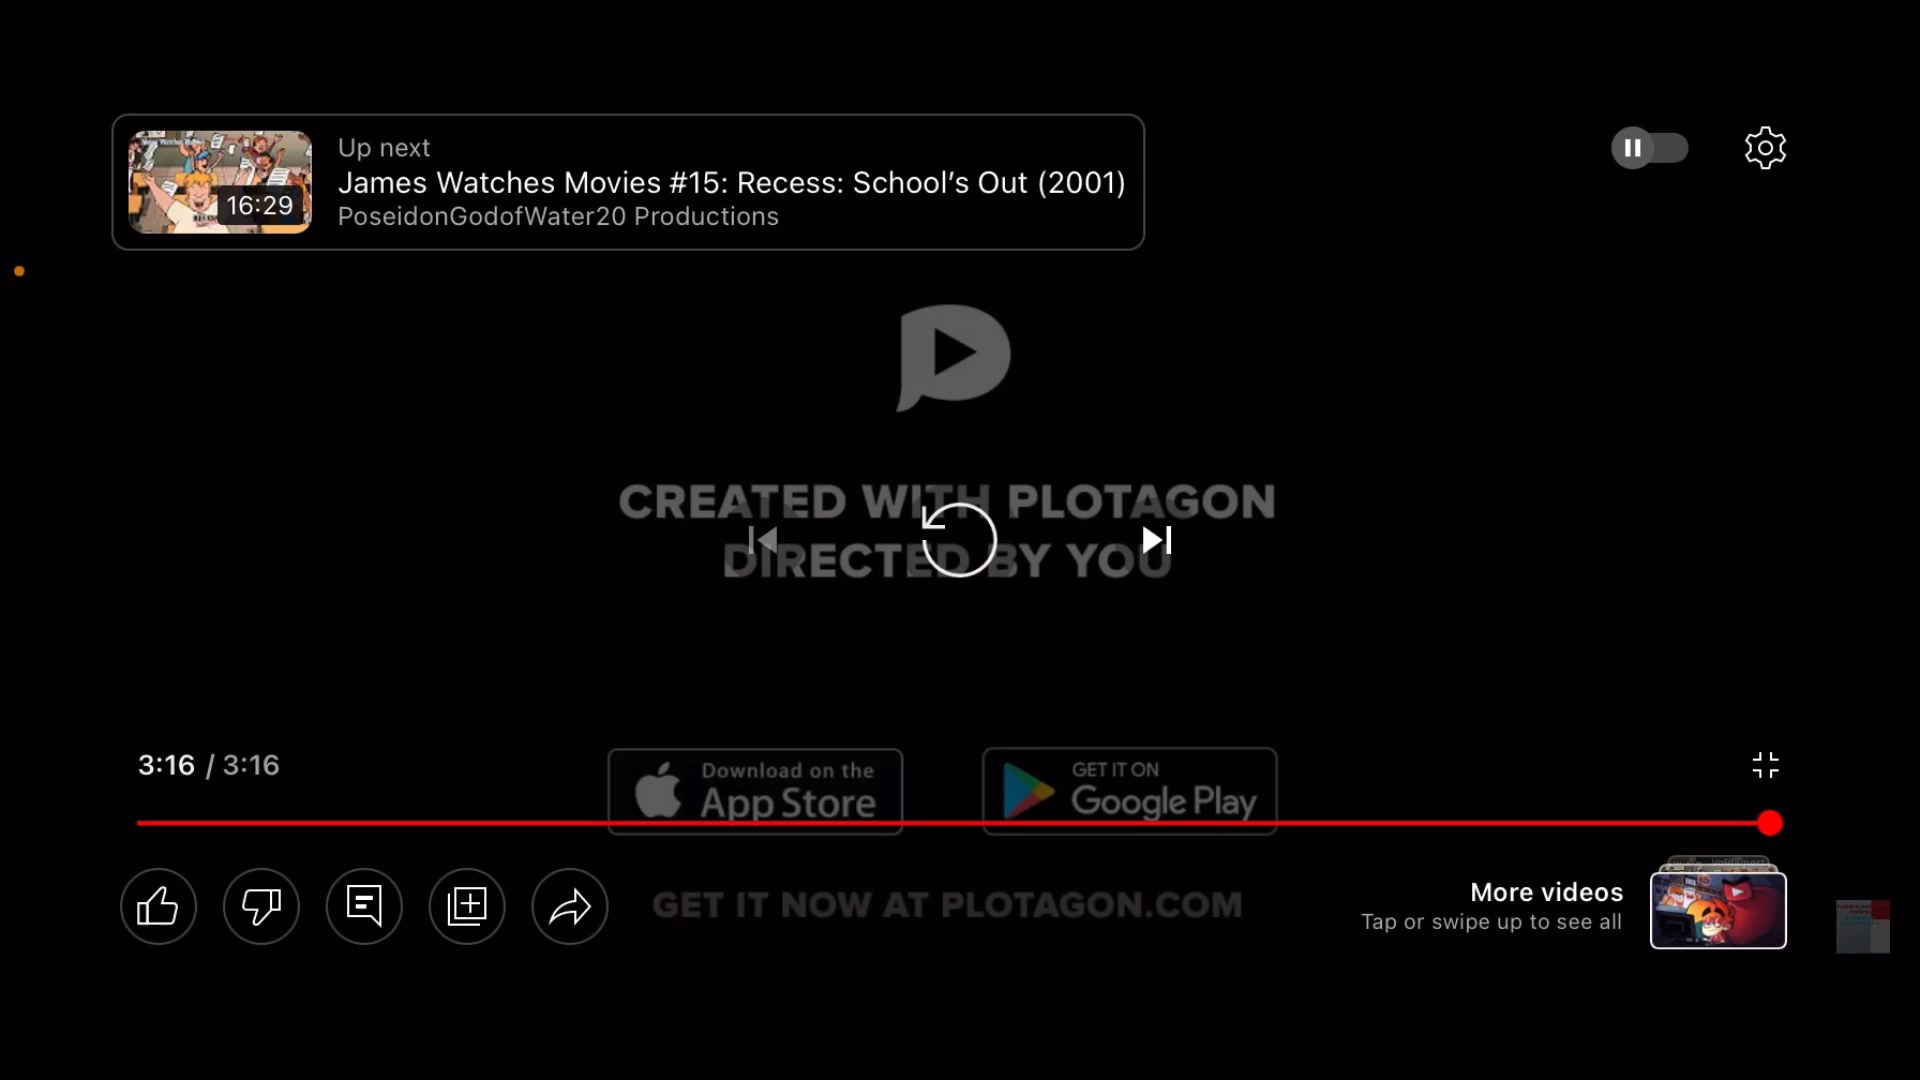 Up next
James Watches Movies #15: Recess: School's Out (2001)
PoseidonGodofWater20 Productions
16:29
CREATED WITH PLOTAGON
DIRECTED BY YOU
3:16 / 3:16
Download on the
App Store
GET IT ON
Google Play
GET IT NOW AT PLOTAGON.COM
More videos
Tap or swipe up to see all